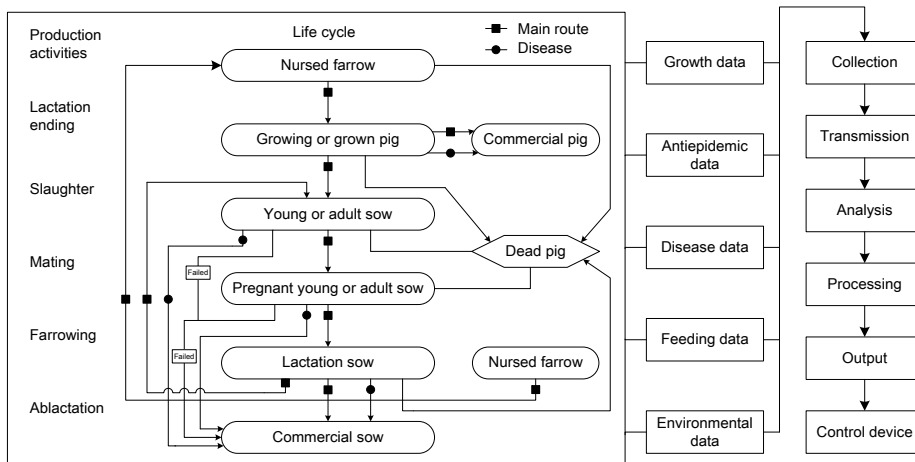 Production
activities
Life cycle
Main route
Disease
Nursed farrow
Lactation
ending
Growing or grown pig
Commercial pig
Slaughter
Young or adult sow
Dead pig
Mating
Failed
Pregnant young or adult sow
Farrowing
Failed
Lactation sow
Nursed farrow
Ablactation
Commercial sow
Growth data
Antiepidemic
data
Disease data
Feeding data
Environmental
data
Collection
Transmission
Analysis
Processing
Output
Control device